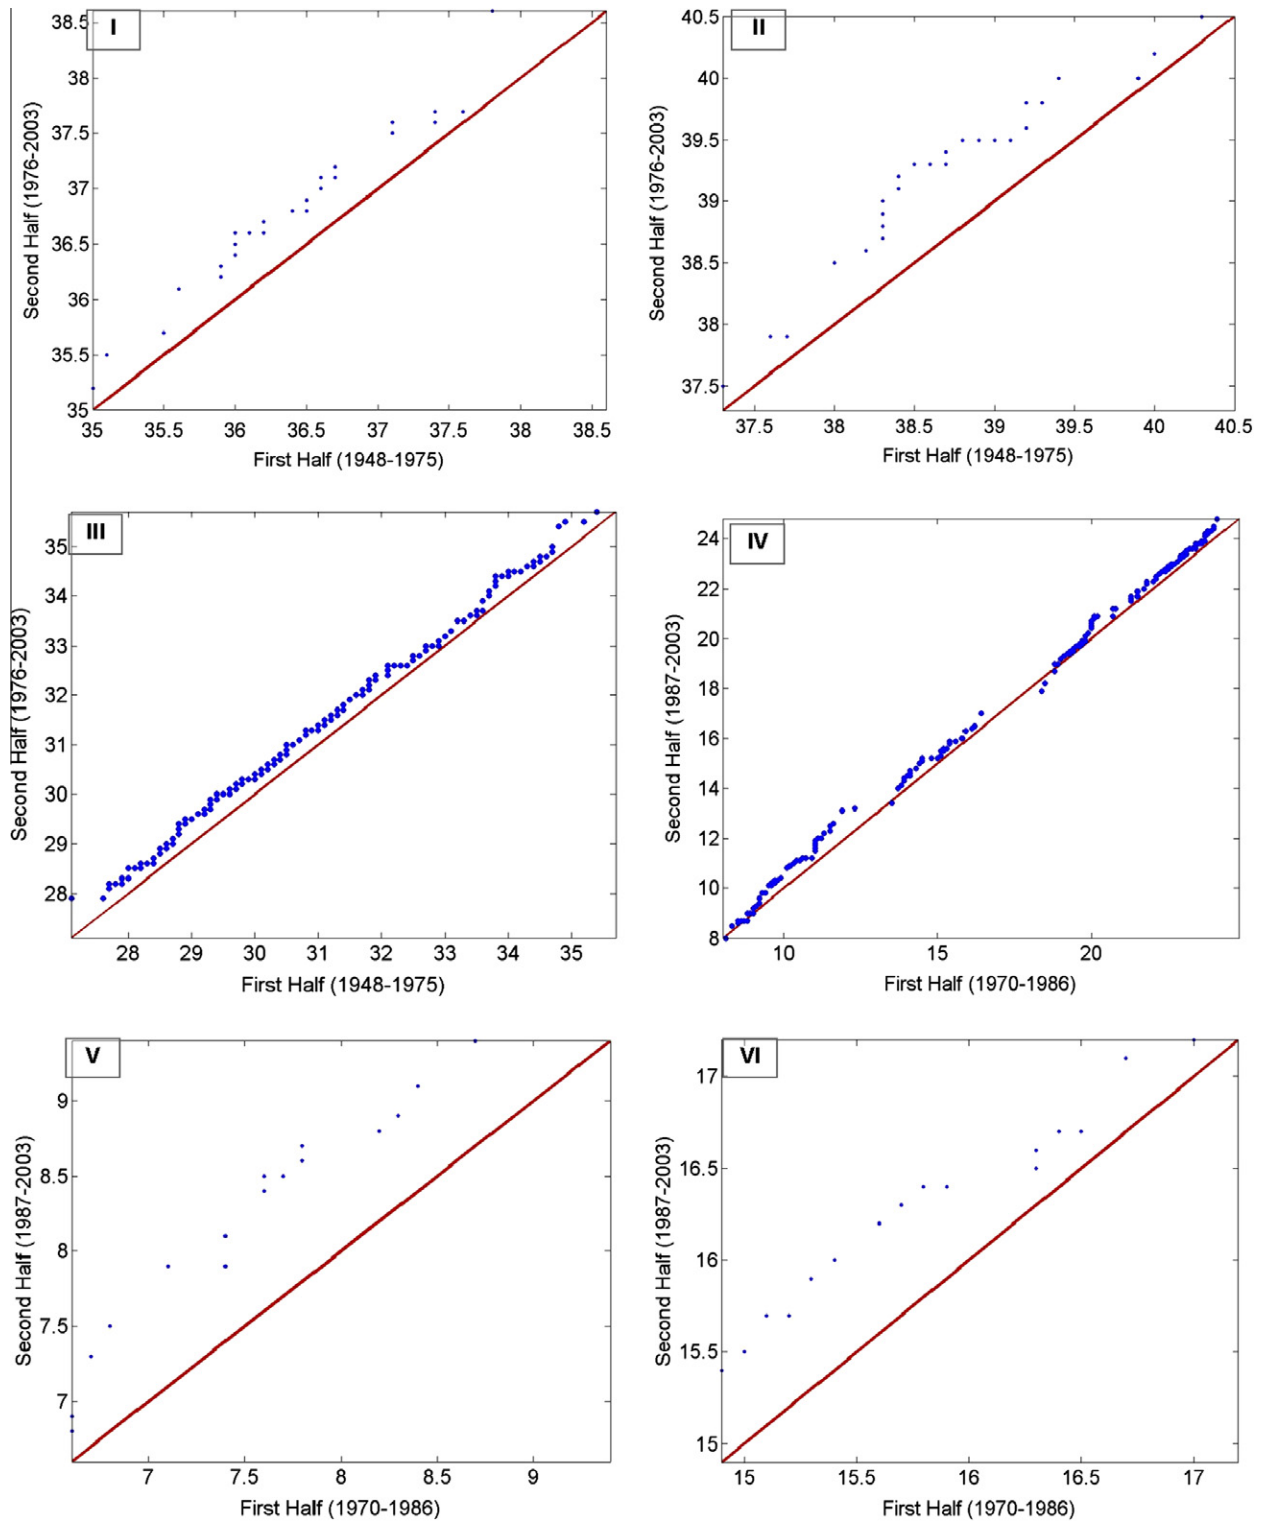 I
38.5
38
37.5
37
36.5
36
35.5
35
Second Half (1976-2003)
35 35.5 36 36.5 37 37.5 38 38.5
First Half (1948-1975)
II
40.5
40
39.5
39
38.5
38
37.5
Second Half (1976-2003)
37.5 38 38.5 39 39.5 40 40.5
First Half (1948-1975)
III
35
34
33
32
31
30
29
28
Second Half (1976-2003)
28 29 30 31 32 33 34 35
First Half (1948-1975)
IV
24
22
20
18
16
14
12
10
8
Second Half (1987-2003)
10 15 20
First Half (1970-1986)
V
9
8.5
8
7.5
7
Second Half (1987-2003)
7 7.5 8 8.5 9
First Half (1970-1986)
VI
17
16.5
16
15.5
15
Second Half (1987-2003)
15 15.5 16 16.5 17
First Half (1970-1986)